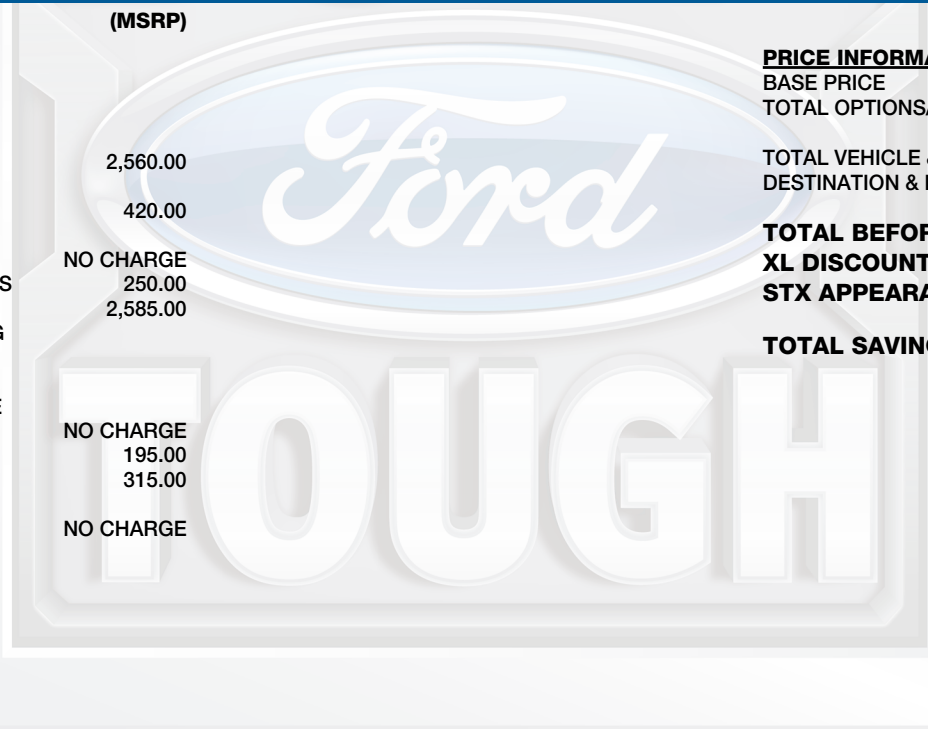 (MSRP)
2,560.00
420.00
NO CHARGE
S 250.00
2,585.00
G
E
NO CHARGE
195.00
315.00
NO CHARGE
PRICE INFORMA
BASE PRICE
TOTAL OPTIONS/
TOTAL VEHICLE &
DESTINATION &
TOTAL BEFOR
XL DISCOUNT
STX APPEARA
TOTAL SAVING
Ford
TOUGH